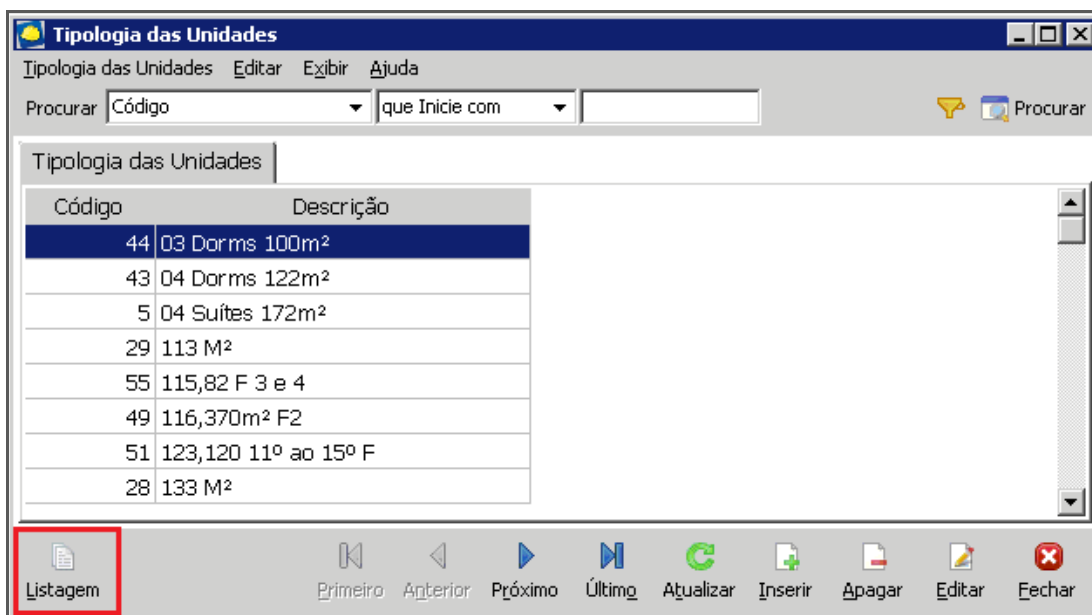 Tipologia das Unidades
Tipologia das Unidades Editar Exibir Ajuda
Procurar Código que Inicie com Procurar
Tipologia das Unidades
Código Descrição
44 03 Dorms 100m²
43 04 Dorms 122m²
5 04 Suítes 172m²
29 113 M²
55 115,82 F 3 e 4
49 116,370m² F2
51 123,120 11º ao 15º F
28 133 M²
Listagem Primeiro Anterior Próximo Último Atualizar Inserir Apagar Editar Fechar